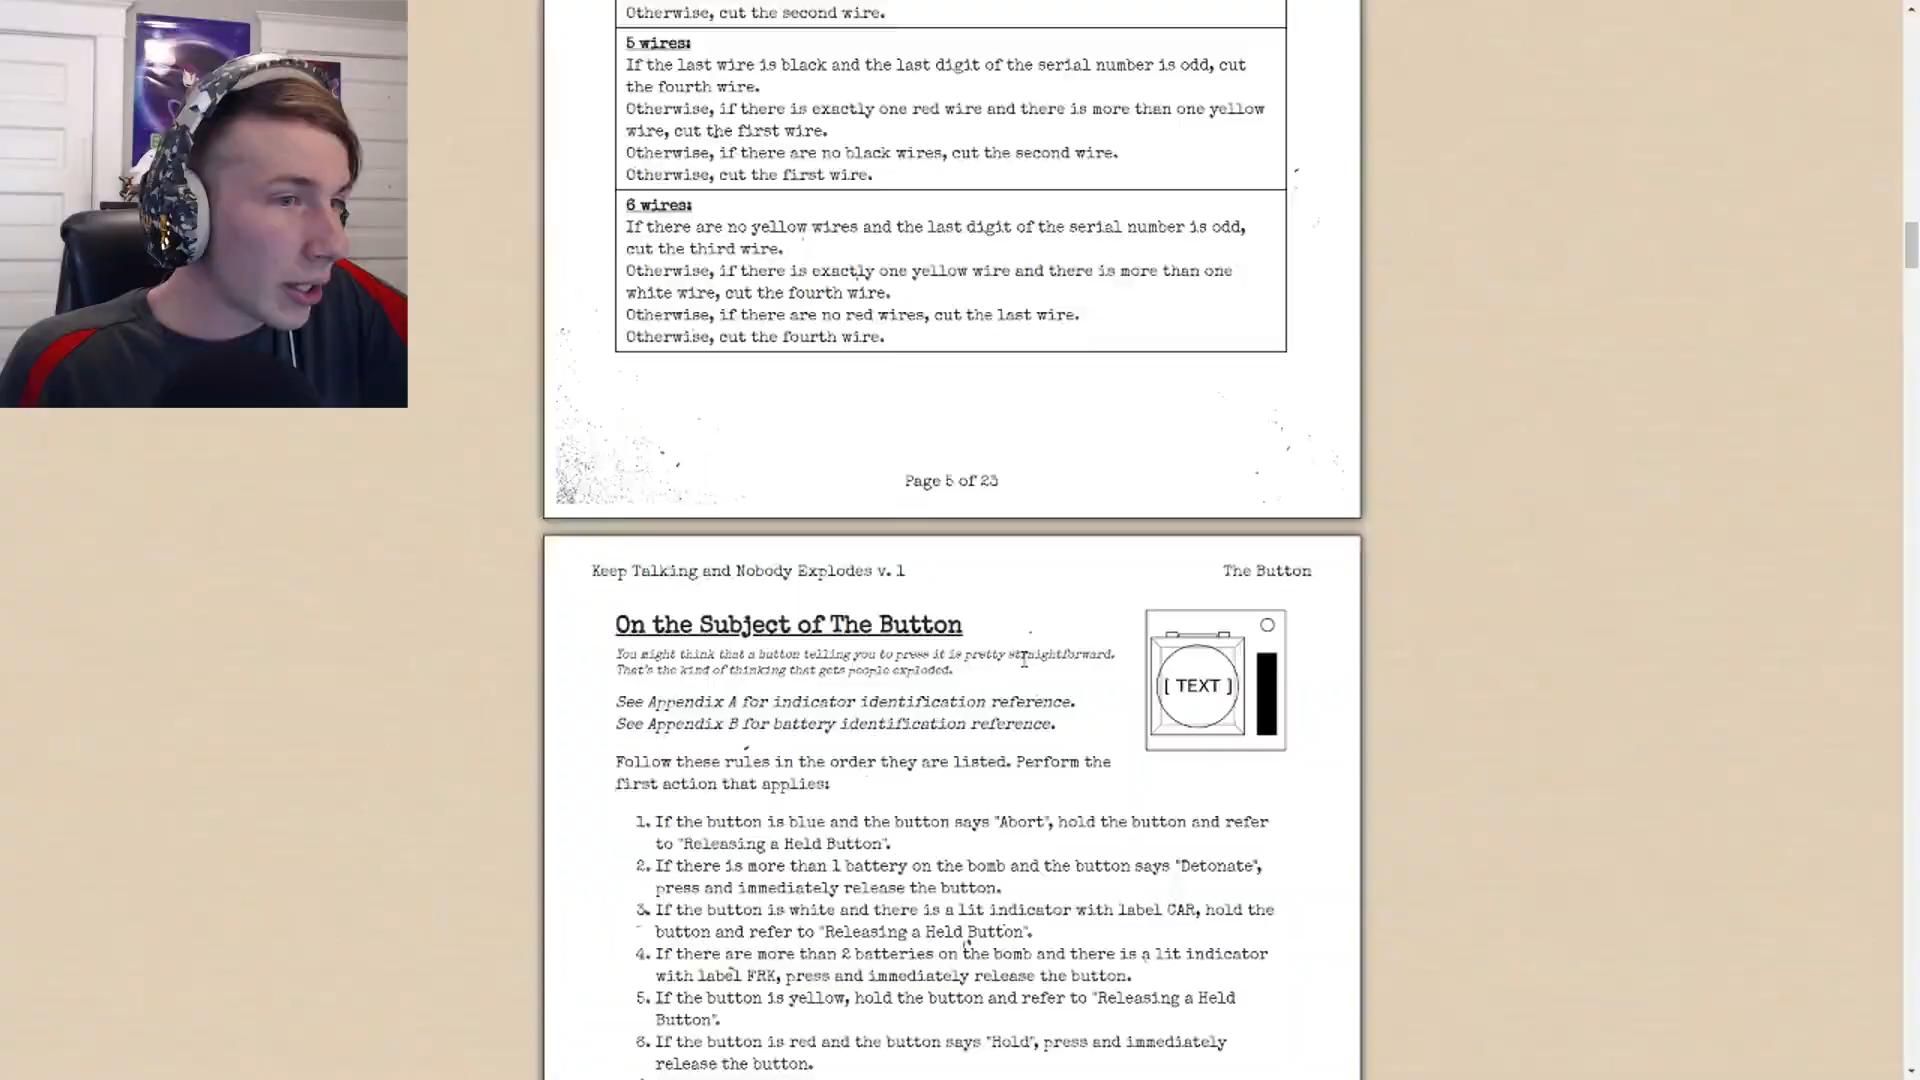 Otherwise, cut the second wire.
5 wires:
If the last wire is black and the last digit of the serial number is odd, cut
the fourth wire.
Otherwise, if there is exactly one red wire and there is more than one yellow
wire, cut the first wire.
Otherwise, if there are no black wires, cut the second wire.
Otherwise, cut the first wire.
6 wires:
If there are no yellow wires and the last digit of the serial number is odd,
cut the third wire.
Otherwise, if there is exactly one yellow wire and there is more than one
white wire, cut the fourth wire.
Otherwise, if there are no red wires, cut the last wire.
Otherwise, cut the fourth wire.
Page 5 of 23
Keep Talking and Nobody Explodes v. 1
The Button
On the Subject of The Button
You might think that a button telling you to press it is pretty straightforward.
That's the kind of thinking that gets people exploded.
[ TEXT ]
See Appendix A for indicator identification reference.
See Appendix B for battery identification reference.
Follow these rules in the order they are listed. Perform the
first action that applies:
1. If the button is blue and the button says "Abort", hold the button and refer
to "Releasing a Held Button".
2. If there is more than 1 battery on the bomb and the button says "Detonate",
press and immediately release the button.
3. If the button is white and there is a lit indicator with label CAR, hold the
button and refer to "Releasing a Held Button".
4. If there are more than 2 batteries on the bomb and there is a lit indicator
with label FRK, press and immediately release the button.
5. If the button is yellow, hold the button and refer to "Releasing a Held
Button".
6. If the button is red and the button says "Hold", press and immediately
release the button.